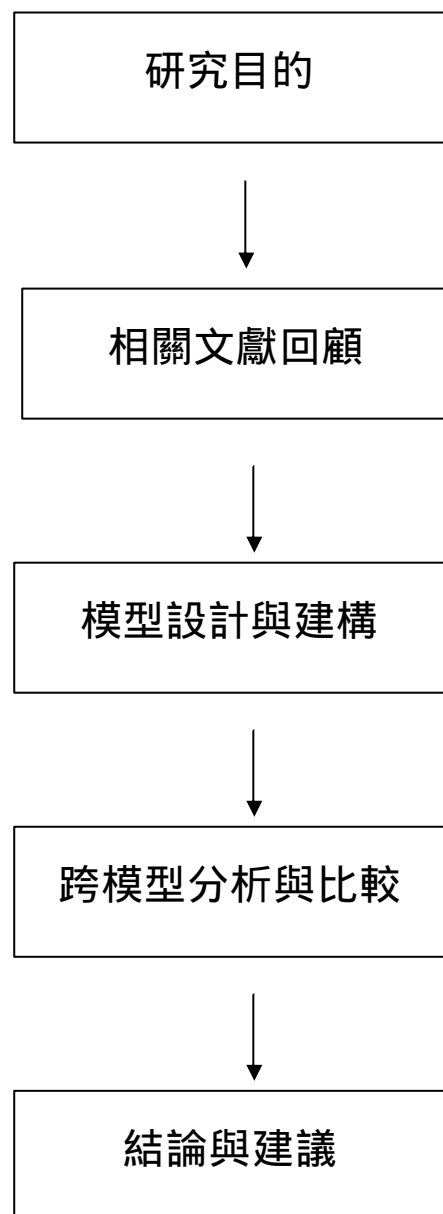 研究目的
相關文獻回顧
模型設計與建構
跨模型分析與比較
結論與建議